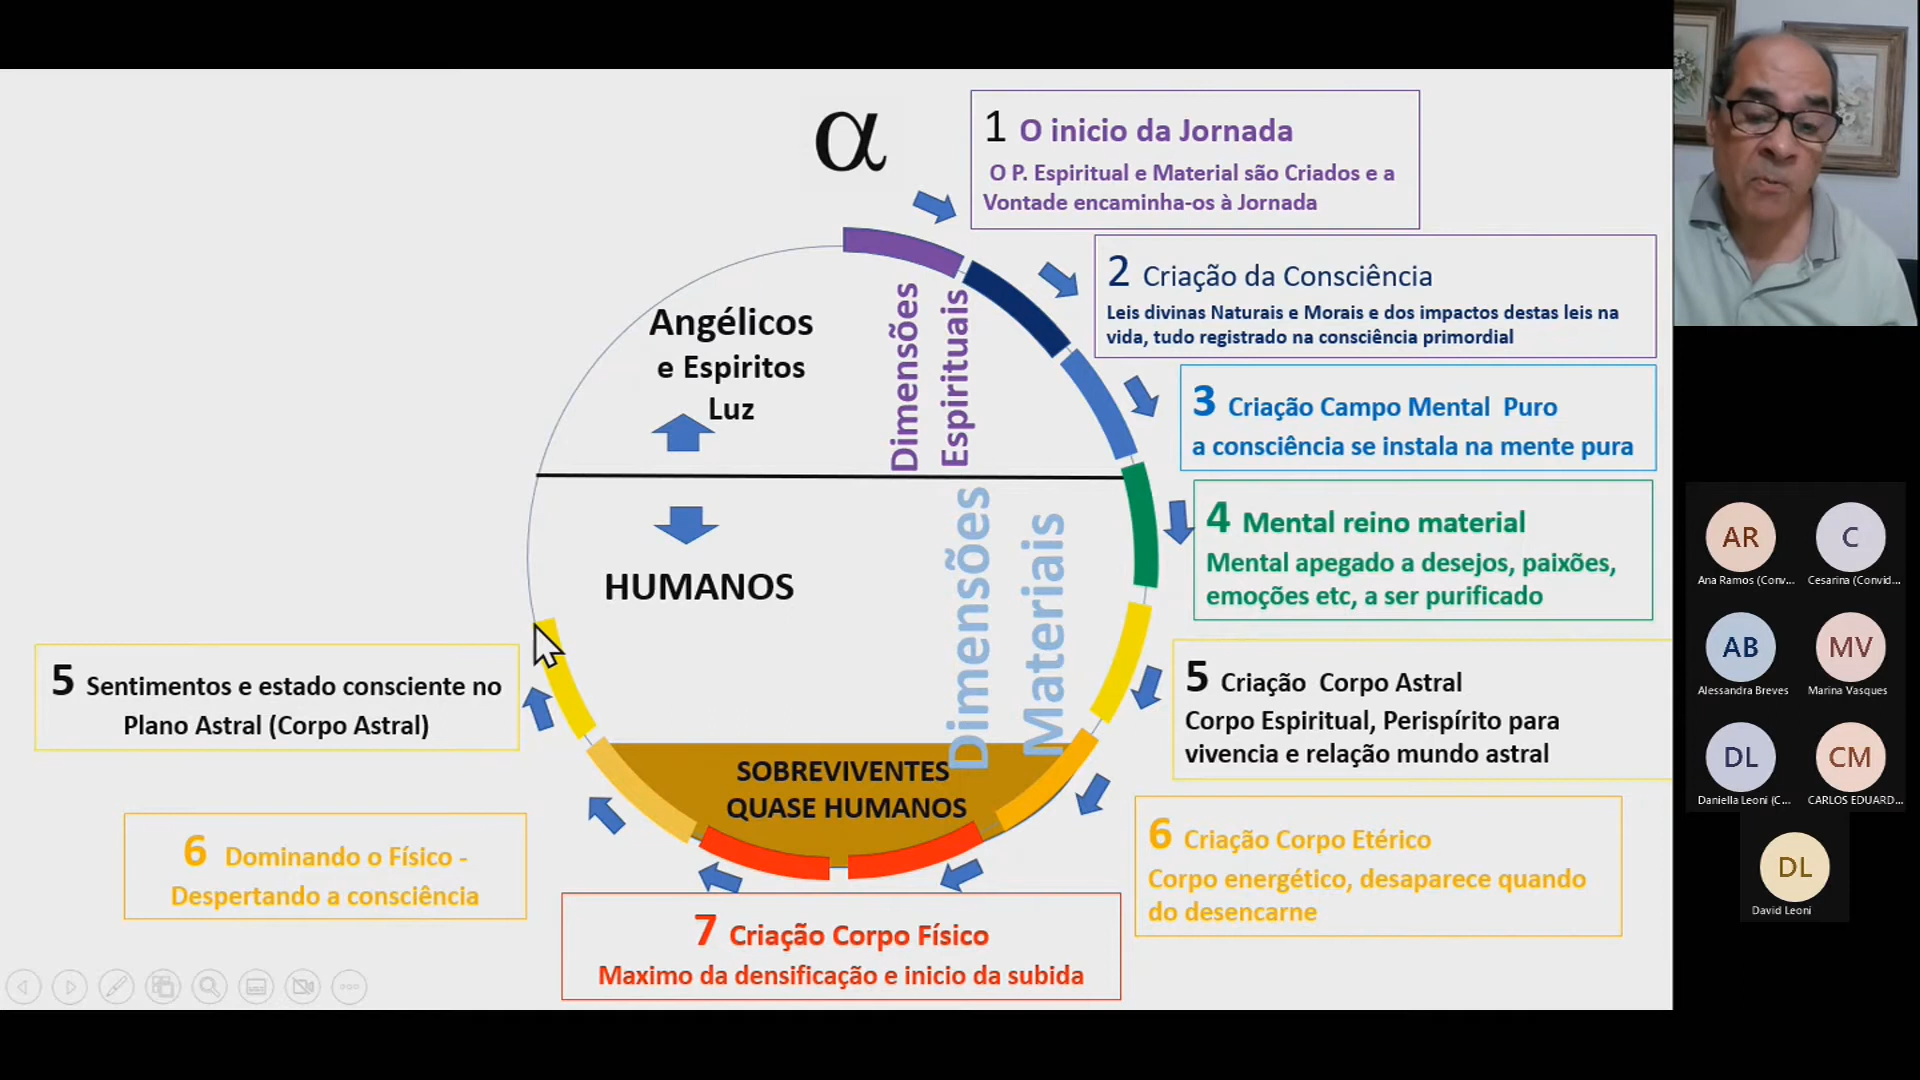 α
1 O inicio da Jornada
O P. Espiritual e Material são Criados e a
Vontade encaminha-os à Jornada
2 Criação da Consciência
Leis divinas Naturais e Morais e dos impactos destas leis na
vida, tudo registrado na consciência primordial
3 Criação Campo Mental Puro
a consciência se instala na mente pura
4 Mental reino material
Mental apegado a desejos, paixões,
emoções etc, a ser purificado
5 Criação Corpo Astral
Corpo Espiritual, Perispírito para
vivencia e relação mundo astral
6 Criação Corpo Etérico
Corpo energético, desaparece quando
do desencarne
7 Criação Corpo Físico
Maximo da densificação e inicio da subida
6 Dominando o Físico -
Despertando a consciência
5 Sentimentos e estado consciente no
Plano Astral (Corpo Astral)
Angélicos
e Espiritos
Luz
HUMANOS
SOBREVIVENTES
QUASE HUMANOS
Dimensões
Espirituais
Dimensões
Materiais
AR
Ana Ramos (Conv...
C
Cesarina (Convid...
AB
Alessandra Breves
MV
Marina Vasques
DL
Daniella Leoni (C...
CM
CARLOS EDUARD...
DL
David Leoni